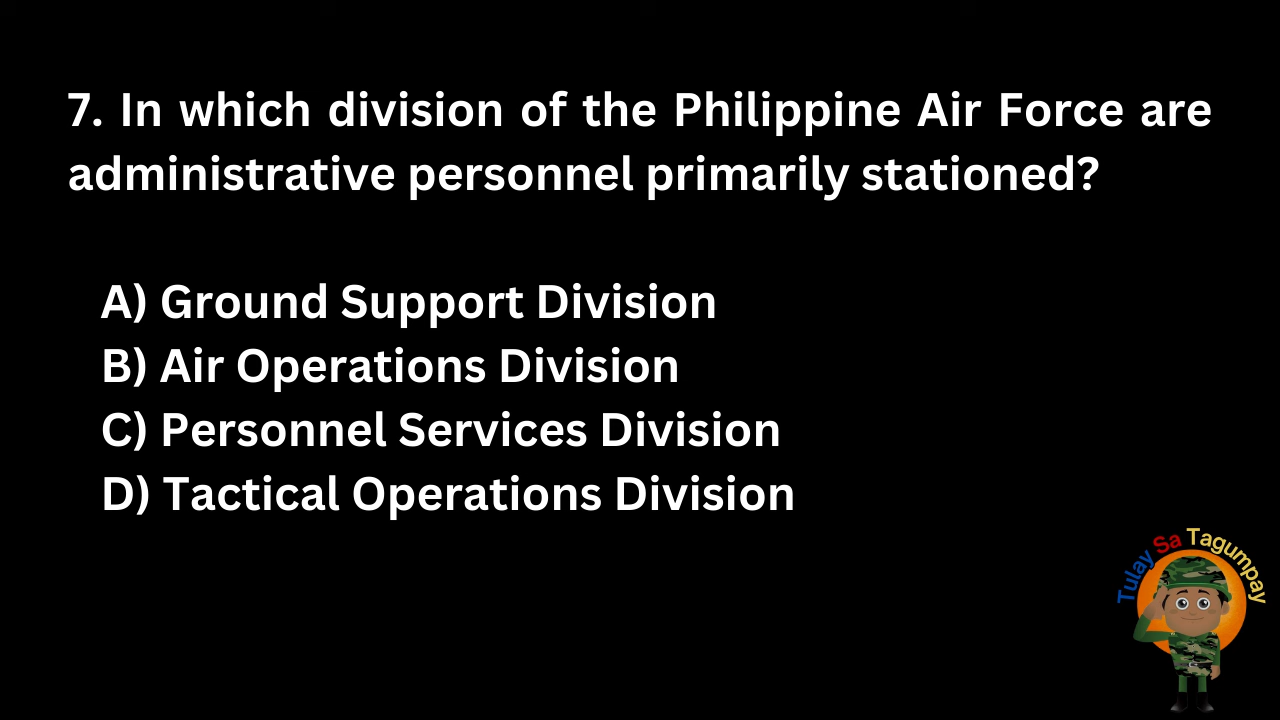 7. In which division of the Philippine Air Force are
administrative personnel primarily stationed?
A) Ground Support Division
B) Air Operations Division
C) Personnel Services Division
D) Tactical Operations Division
Tulay Sa Tagumpay